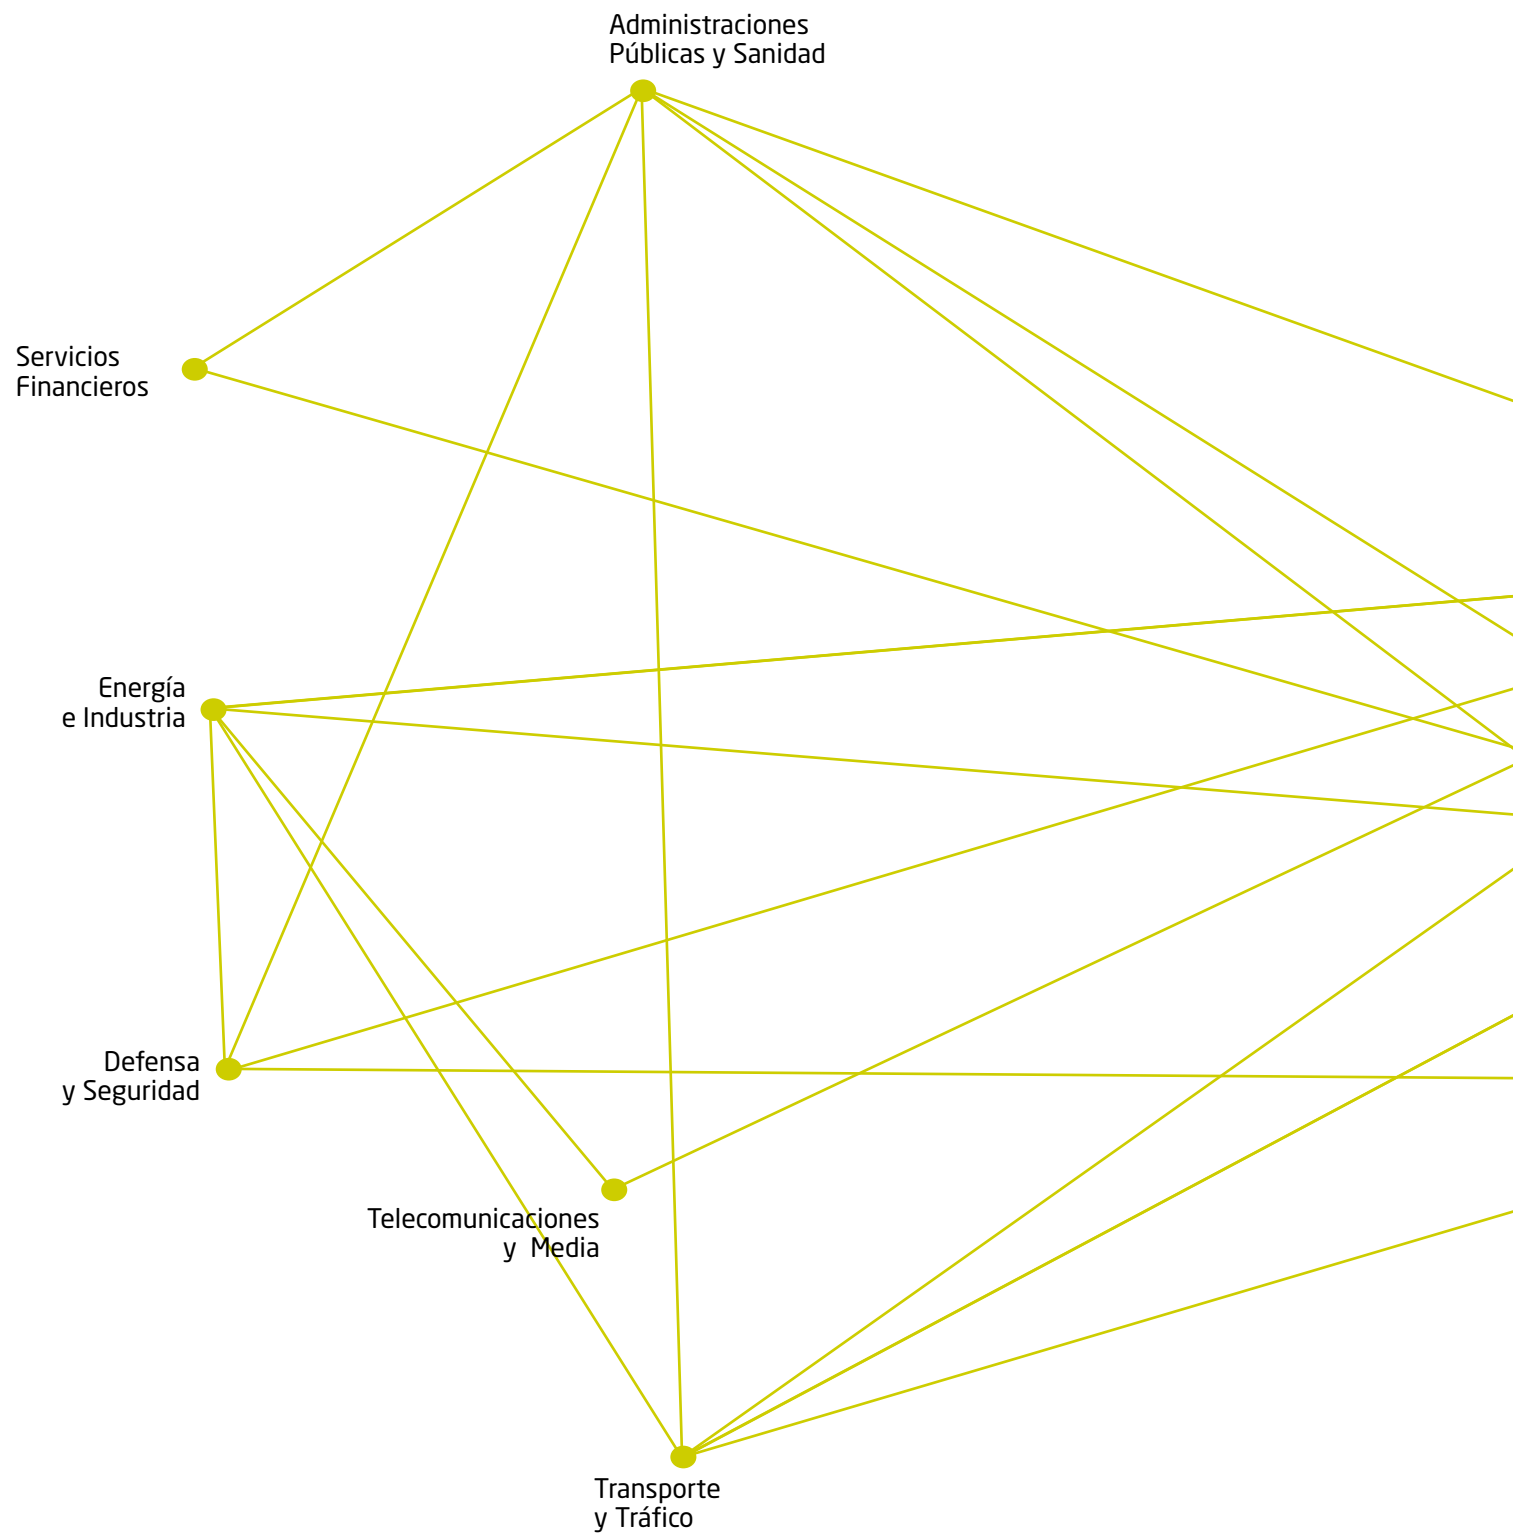 Administraciones
Públicas y Sanidad
Servicios
Financieros
Energía
e Industria
Defensa
y Seguridad
Telecomunicaciones
y Media
Transporte
y Tráfico